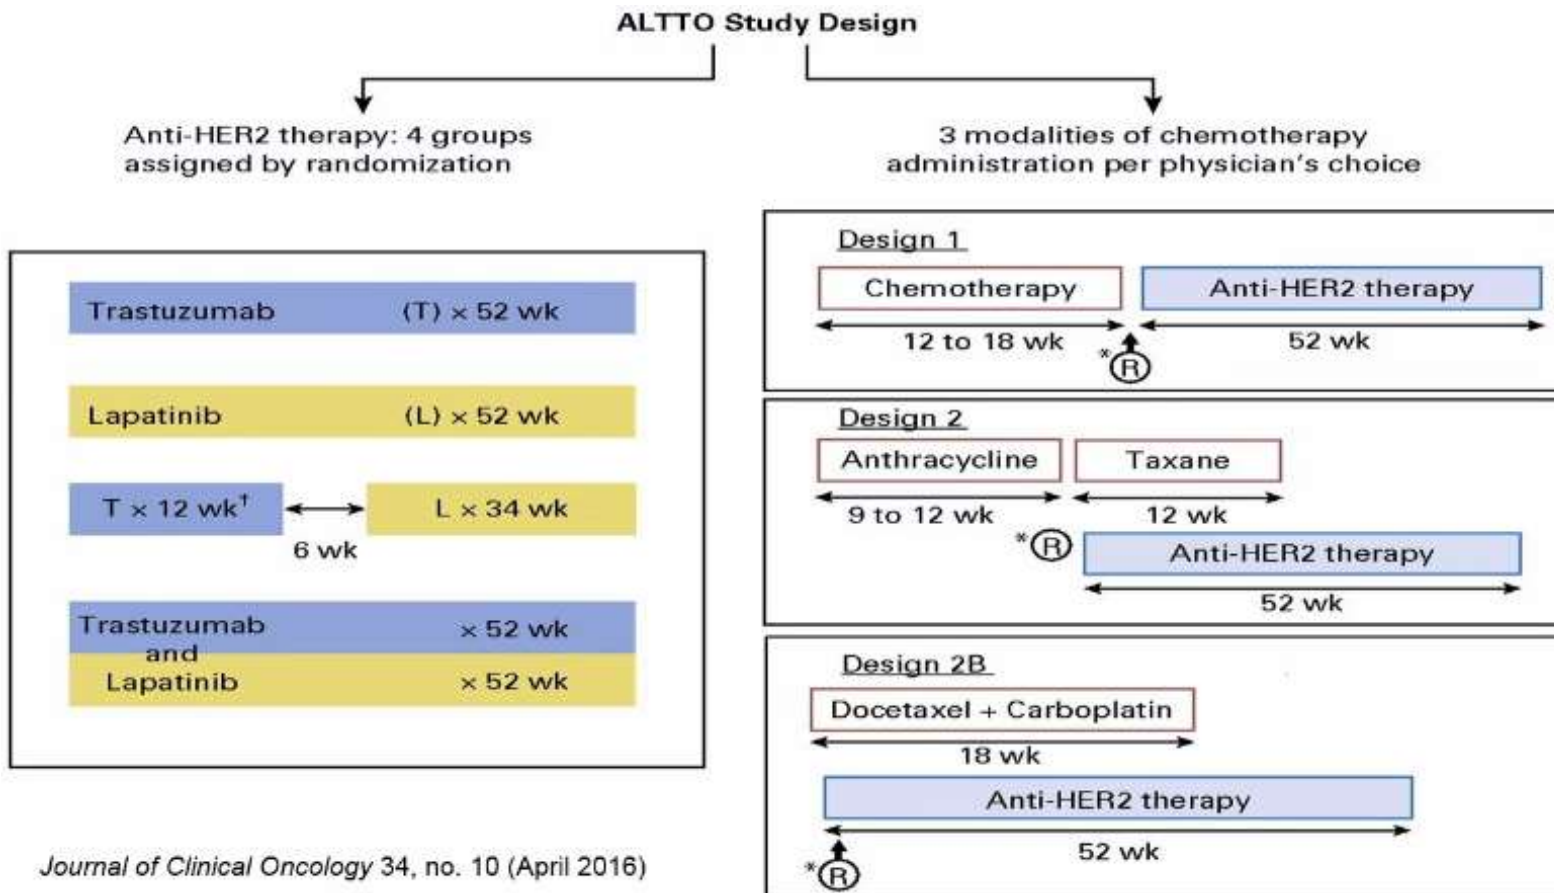 ALTTO Study Design
Anti-HER2 therapy: 4 groups
assigned by randomization
3 modalities of chemotherapy
administration per physician's choice
Trastuzumab (T) × 52 wk
Lapatinib (L) × 52 wk
T × 12 wk† L × 34 wk
6 wk
Trastuzumab × 52 wk
and
Lapatinib × 52 wk
Design 1
Chemotherapy Anti-HER2 therapy
12 to 18 wk 52 wk
*R
Design 2
Anthracycline Taxane
9 to 12 wk 12 wk
*R Anti-HER2 therapy
52 wk
Design 2B
Docetaxel + Carboplatin
18 wk
Anti-HER2 therapy
52 wk
*R
Journal of Clinical Oncology 34, no. 10 (April 2016)